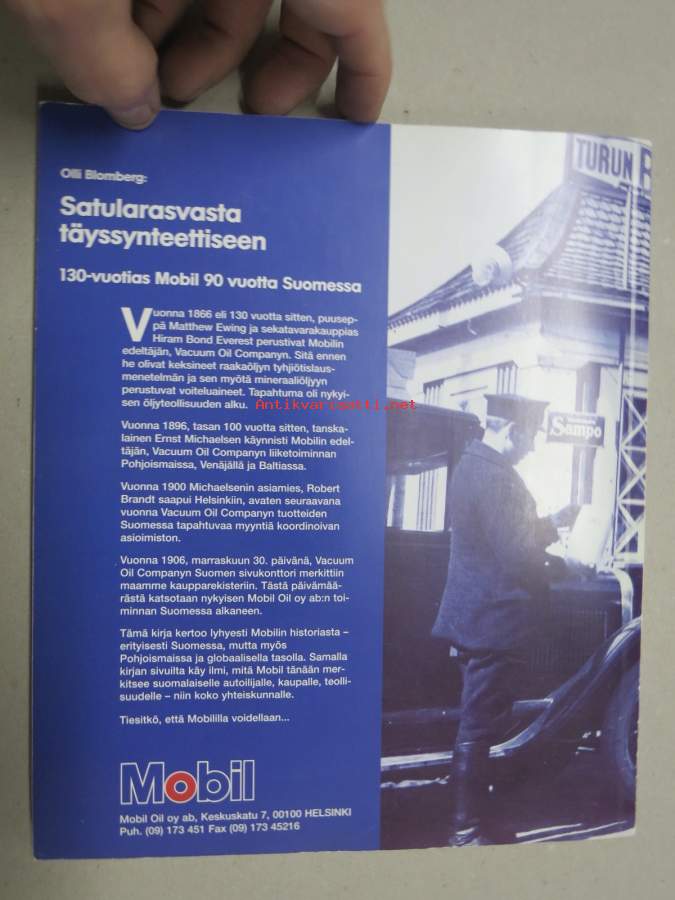 Olli Blomberg:
Satularasvasta
täyssynteettiseen
130-vuotias Mobil 90 vuotta Suomessa
Vuonna 1866 eli 130 vuotta sitten, puusep-
pä Matthew Ewing ja sekatavarakauppias
Hiram Bond Everest perustivat Mobilin
edeltäjän, Vacuum Oil Companyn. Sitä ennen
he olivat keksineet raakaöljyn tyhjiötislaus-
menetelmän ja sen myötä mineraaliöljyyn
perustuvat voiteluaineet. Tapahtuma oli nykyi-
sen öljyteollisuuden alku.
Vuonna 1896, tasan 100 vuotta sitten, tanska-
lainen Ernst Michaelsen käynnisti Mobilin edel-
täjän, Vacuum Oil Companyn liiketoiminnan
Pohjoismaissa, Venäjällä ja Baltiassa.
Vuonna 1900 Michaelsenin asiamies, Robert
Brandt saapui Helsinkiin, avaten seuraavana
vuonna Vacuum Oil Companyn tuotteiden
Suomessa tapahtuvaa myyntiä koordinoivan
asioimiston.
Vuonna 1906, marraskuun 30. päivänä, Vacuum
Oil Companyn Suomen sivukonttori merkittiin
maamme kaupparekisteriin. Tästä päivämää-
rästä katsotaan nykyisen Mobil Oil oy ab:n toi-
minnan Suomessa alkaneen.
Tämä kirja kertoo lyhyesti Mobilin historiasta –
erityisesti Suomessa, mutta myös
Pohjoismaissa ja globaalisella tasolla. Samalla
kirjan sivuilta käy ilmi, mitä Mobil tänään mer-
kitsee suomalaiselle autoilijalle, kaupalle, teolli-
suudelle – niin koko yhteiskunnalle.
Tiesitkö, että Mobililla voidellaan...
Mobil
Mobil Oil oy ab, Keskuskatu 7, 00100 HELSINKI
Puh. (09) 173 451 Fax (09) 173 45216
TURUN B
Sampo
Antikvariaatti.net